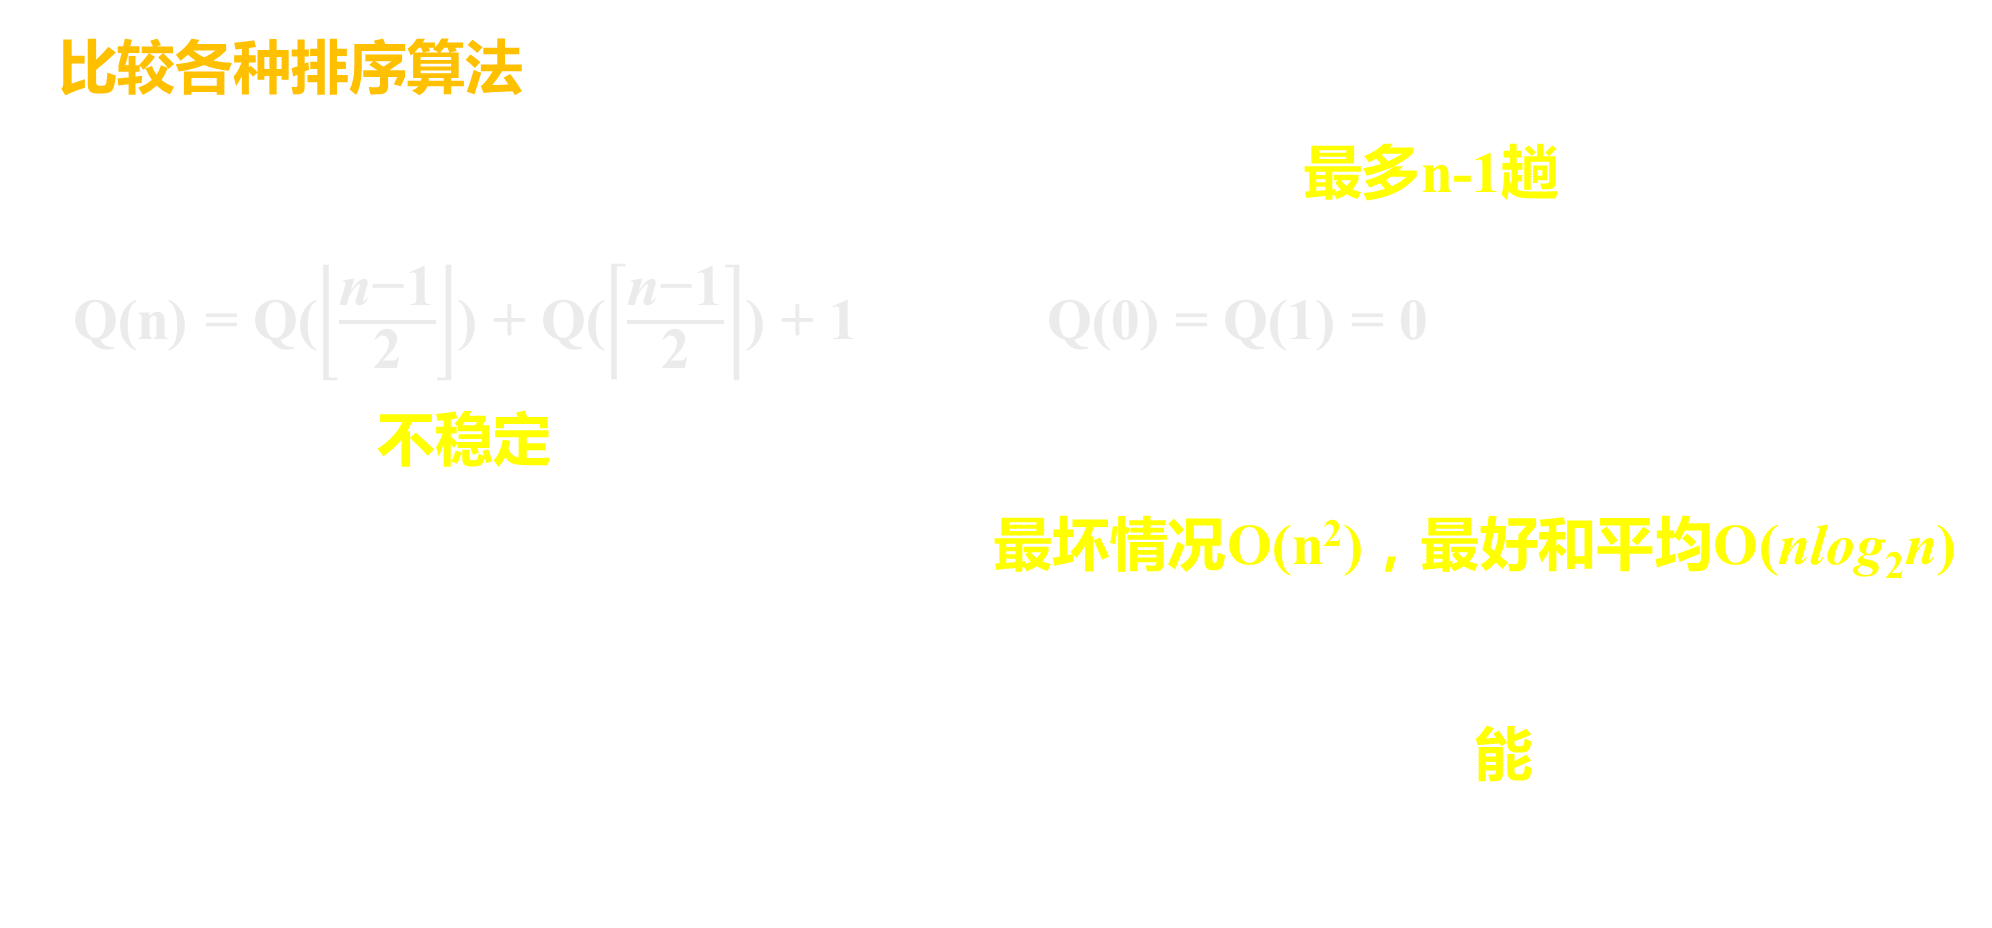 比较各种排序算法
最多n-1趟
Q(n) = Q(⌊(n−1)/2⌋) + Q(⌈(n−1)/2⌉) + 1 Q(0) = Q(1) = 0
不稳定
最坏情况O(n²)，最好和平均O(nlog₂n)
能